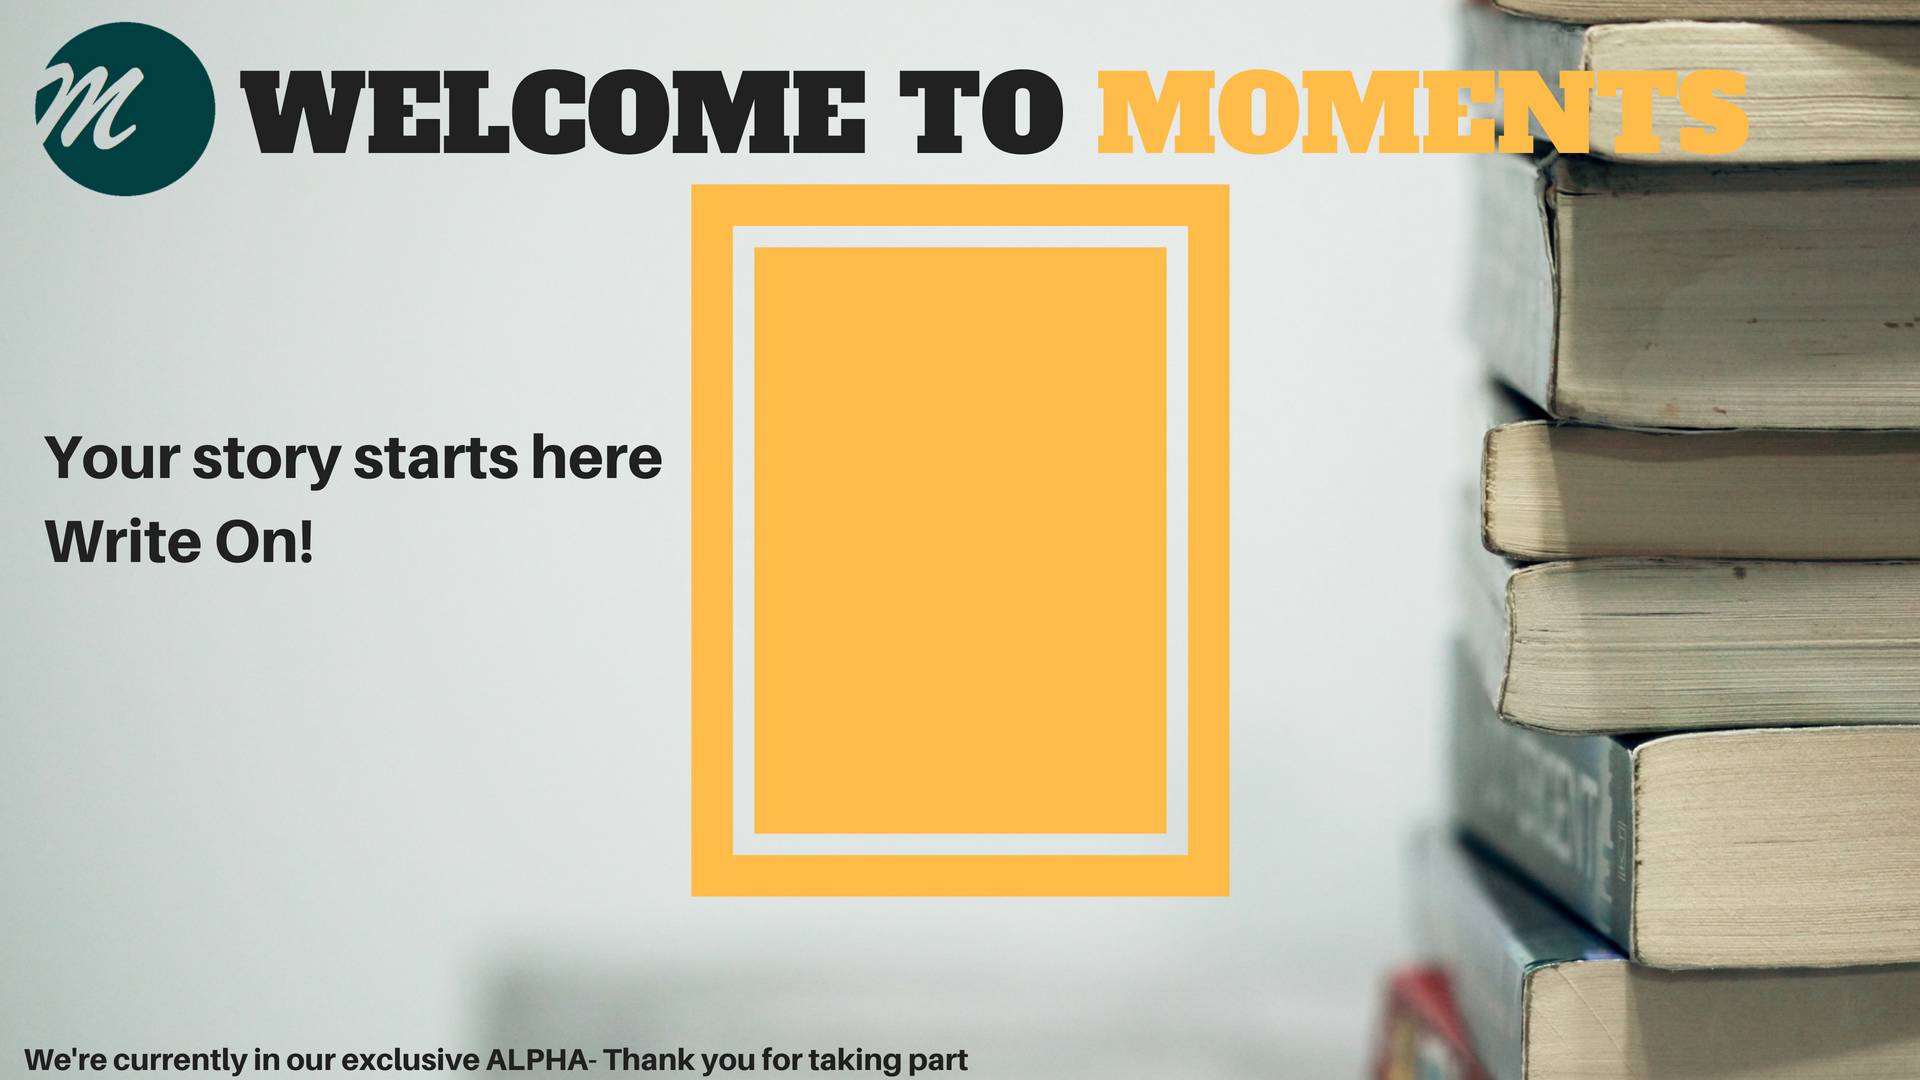 M
WELCOME TO MOMENTS
Your story starts here
Write On!
We're currently in our exclusive ALPHA- Thank you for taking part